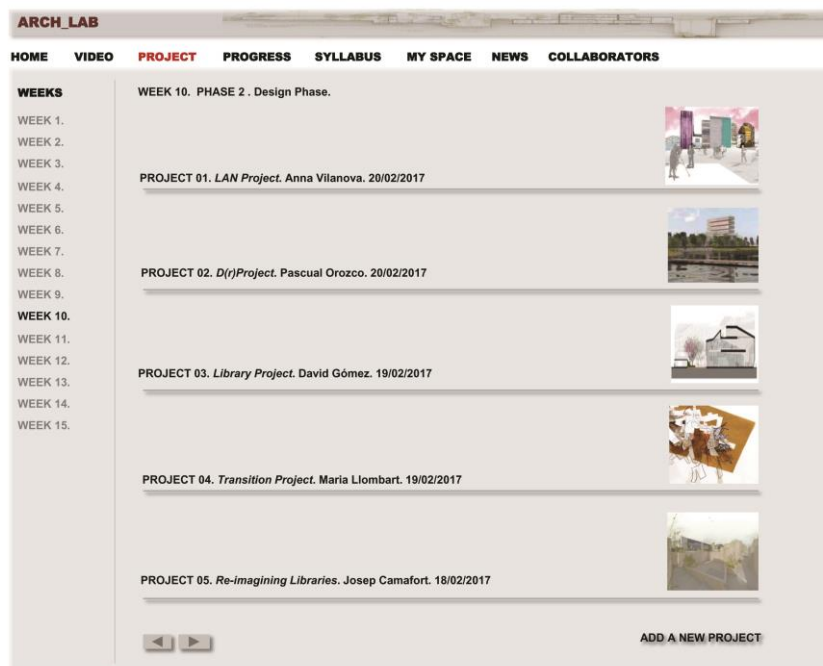 ARCH_LAB
HOME VIDEO PROJECT PROGRESS SYLLABUS MY SPACE NEWS COLLABORATORS
WEEKS
WEEK 1.
WEEK 2.
WEEK 3.
WEEK 4.
WEEK 5.
WEEK 6.
WEEK 7.
WEEK 8.
WEEK 9.
WEEK 10.
WEEK 11.
WEEK 12.
WEEK 13.
WEEK 14.
WEEK 15.
WEEK 10. PHASE 2 . Design Phase.
PROJECT 01. LAN Project. Anna Vilanova. 20/02/2017
PROJECT 02. D(r)Project. Pascual Orozco. 20/02/2017
PROJECT 03. Library Project. David Gómez. 19/02/2017
PROJECT 04. Transition Project. Maria Llombart. 19/02/2017
PROJECT 05. Re-imagining Libraries. Josep Camafort. 18/02/2017
ADD A NEW PROJECT